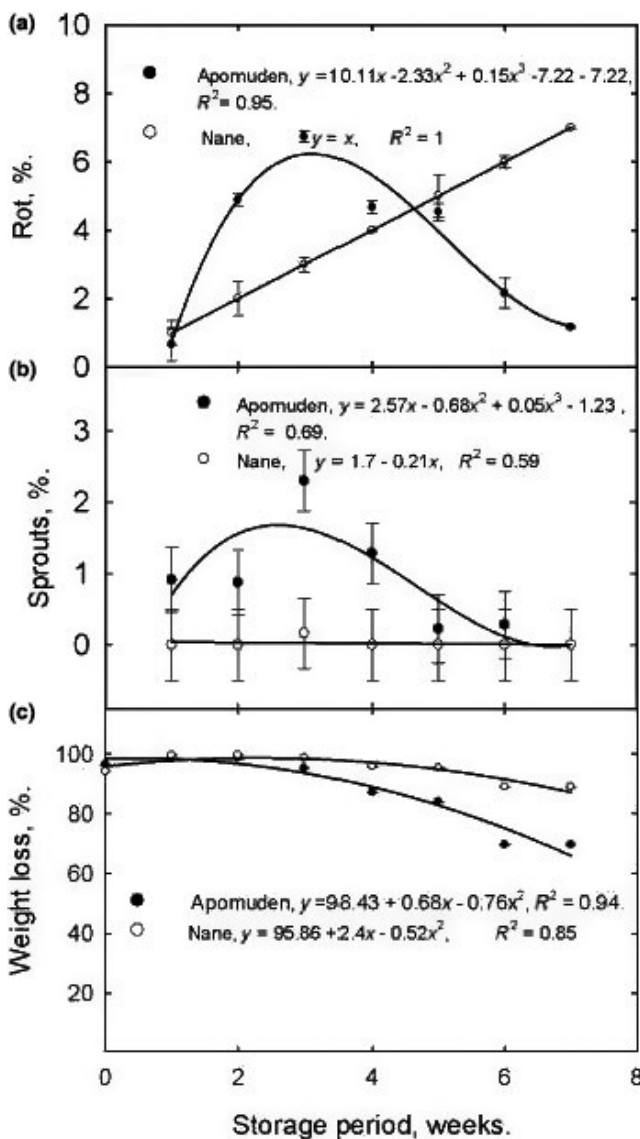 (a)
10
Apomuden, y =10.11x -2.33x² + 0.15x³ -7.22 - 7.22,
R²= 0.95.
Nane, y = x, R² = 1
8
6
4
2
0
Rot, %.
(b)
Apomuden, y = 2.57x - 0.68x² + 0.05x³ - 1.23 ,
R² = 0.69.
Nane, y = 1.7 - 0.21x, R² = 0.59
3
2
1
0
Sprouts, %.
(c)
100
80
60
40
20
Weight loss, %.
Apomuden, y=98.43 + 0.68x - 0.76x², R² = 0.94.
Nane, y = 95.86 +2.4x - 0.52x², R² = 0.85
0 2 4 6 8
Storage period, weeks.